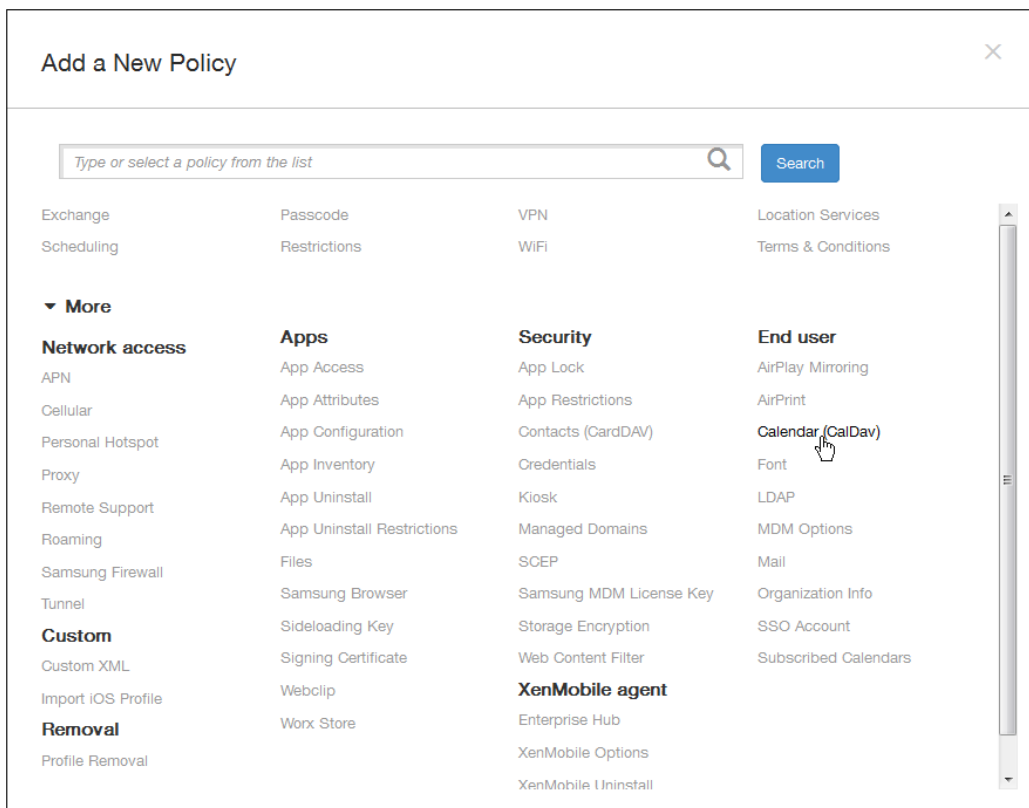 Add a New Policy
Type or select a policy from the list
Search
Exchange
Passcode
VPN
Location Services
Scheduling
Restrictions
WiFi
Terms & Conditions
More
Network access
APN
Cellular
Personal Hotspot
Proxy
Remote Support
Roaming
Samsung Firewall
Tunnel
Custom
Custom XML
Import iOS Profile
Removal
Profile Removal
Apps
App Access
App Attributes
App Configuration
App Inventory
App Uninstall
App Uninstall Restrictions
Files
Samsung Browser
Sideloading Key
Signing Certificate
Webclip
Worx Store
Security
App Lock
App Restrictions
Contacts (CardDAV)
Credentials
Kiosk
Managed Domains
SCEP
Samsung MDM License Key
Storage Encryption
Web Content Filter
XenMobile agent
Enterprise Hub
XenMobile Options
XenMobile Uninstall
End user
AirPlay Mirroring
AirPrint
Calendar (CalDav)
Font
LDAP
MDM Options
Mail
Organization Info
SSO Account
Subscribed Calendars